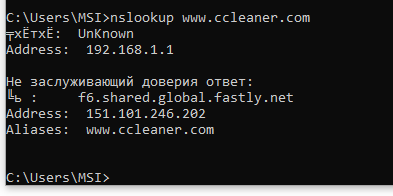 C:\Users\MSI>nslookup www.ccleaner.com
╤хЁтхЁ:  UnKnown
Address:  192.168.1.1
Не заслуживающий доверия ответ:
╚ь :     f6.shared.global.fastly.net
Address:  151.101.246.202
Aliases:  www.ccleaner.com
C:\Users\MSI>